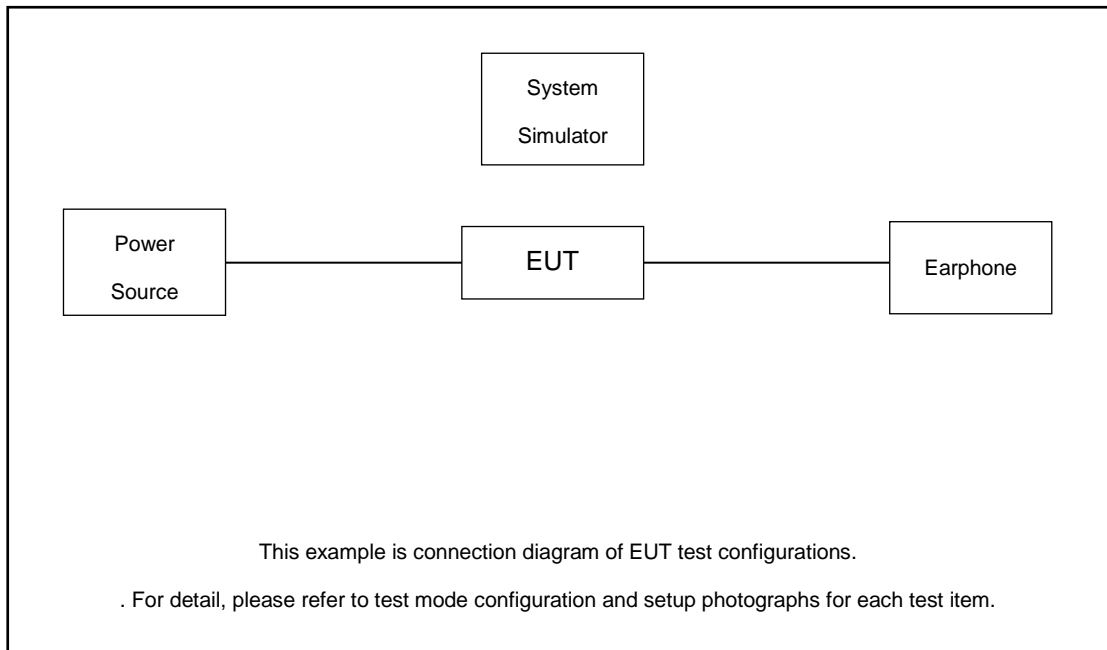 System
Simulator
Power
Source
EUT
Earphone
This example is connection diagram of EUT test configurations.
. For detail, please refer to test mode configuration and setup photographs for each test item.